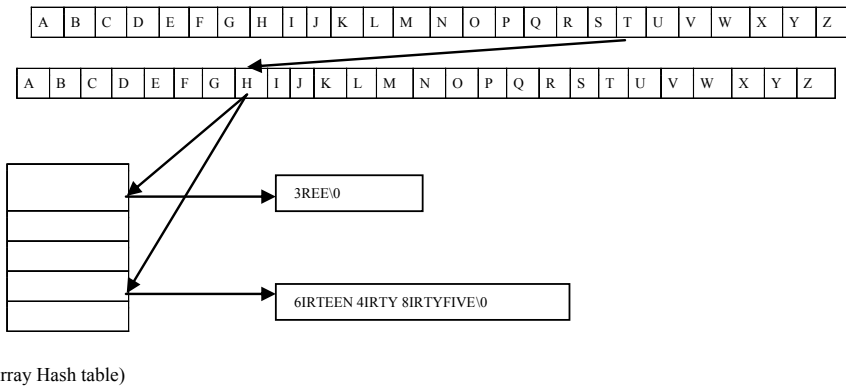 A B C D E F G H I J K L M N O P Q R S T U V W X Y Z
A B C D E F G H I J K L M N O P Q R S T U V W X Y Z
3REE\0
6IRTEEN 4IRTY 8IRTYFIVE\0
rray Hash table)